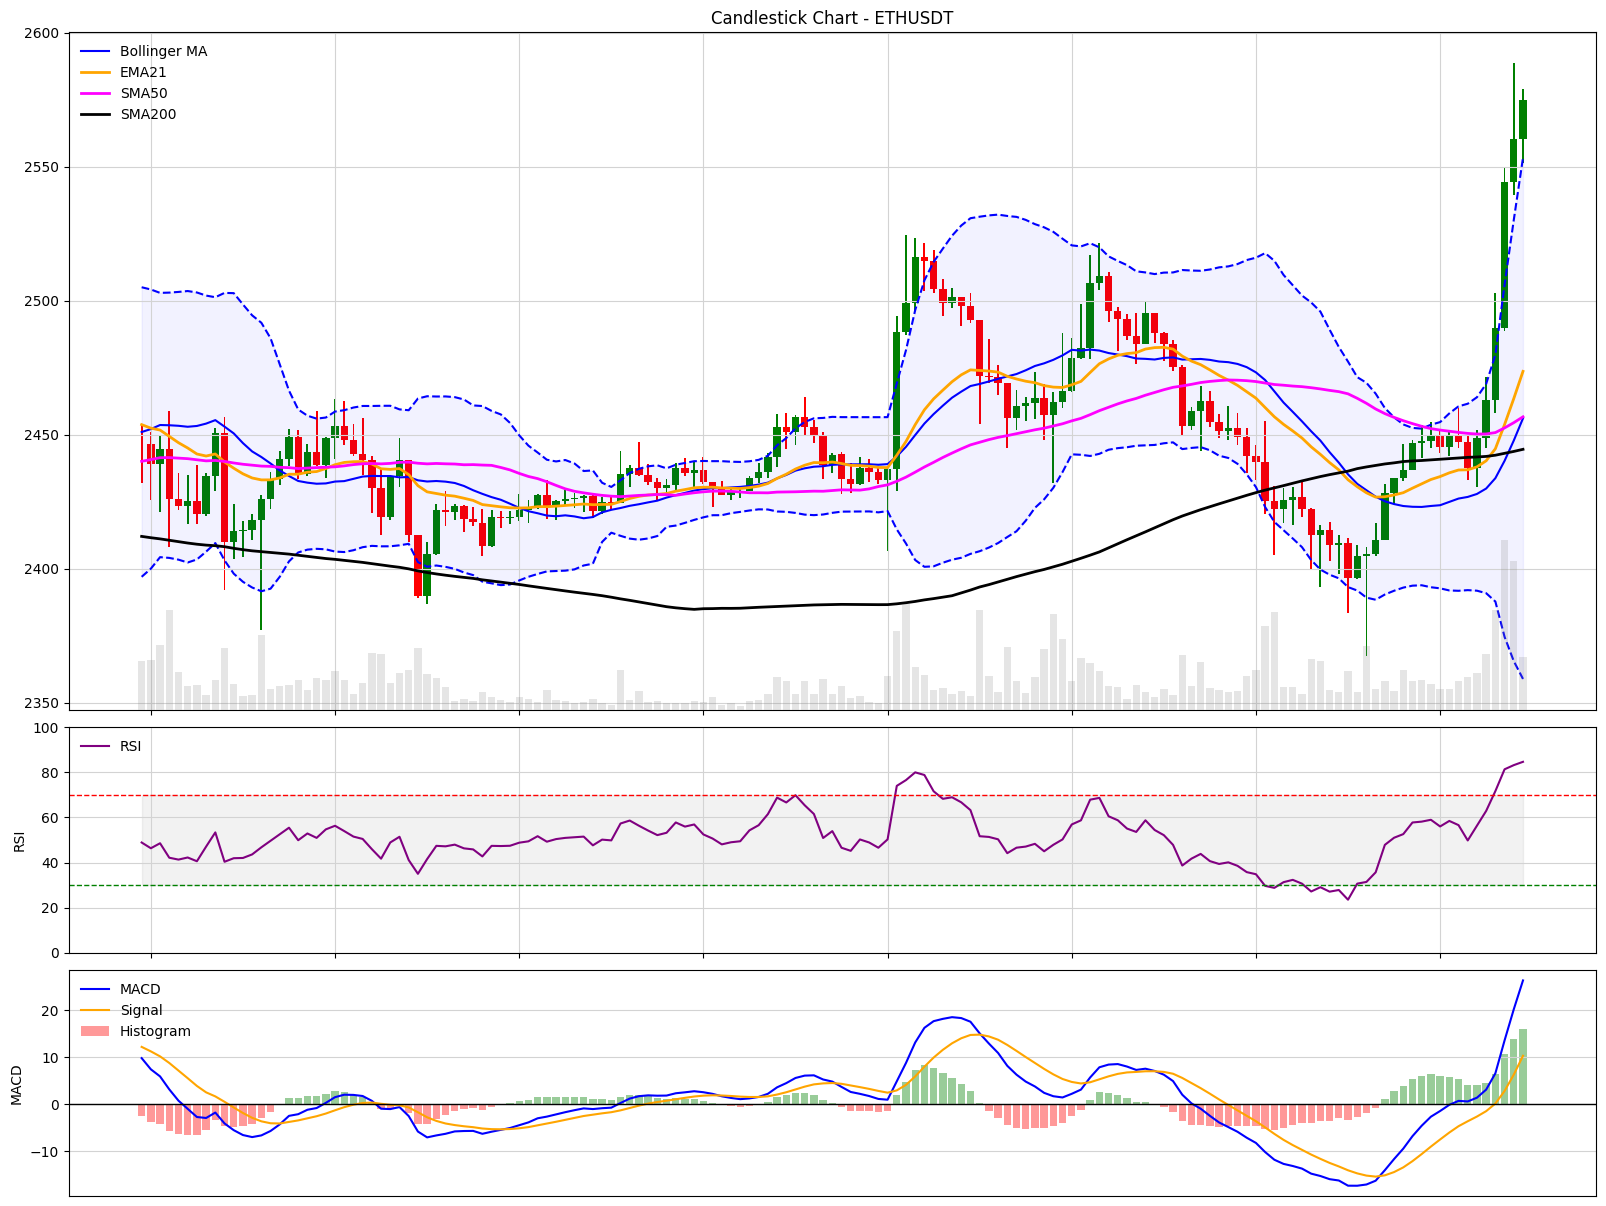 Candlestick Chart - ETHUSDT
2600
Bollinger MA
EMA21
SMA50
SMA200
2550
2500
2450
2400
2350
100
RSI
80
60
RSI
40
20
0
MACD
Signal
Histogram
20
10
MACD
0
−10